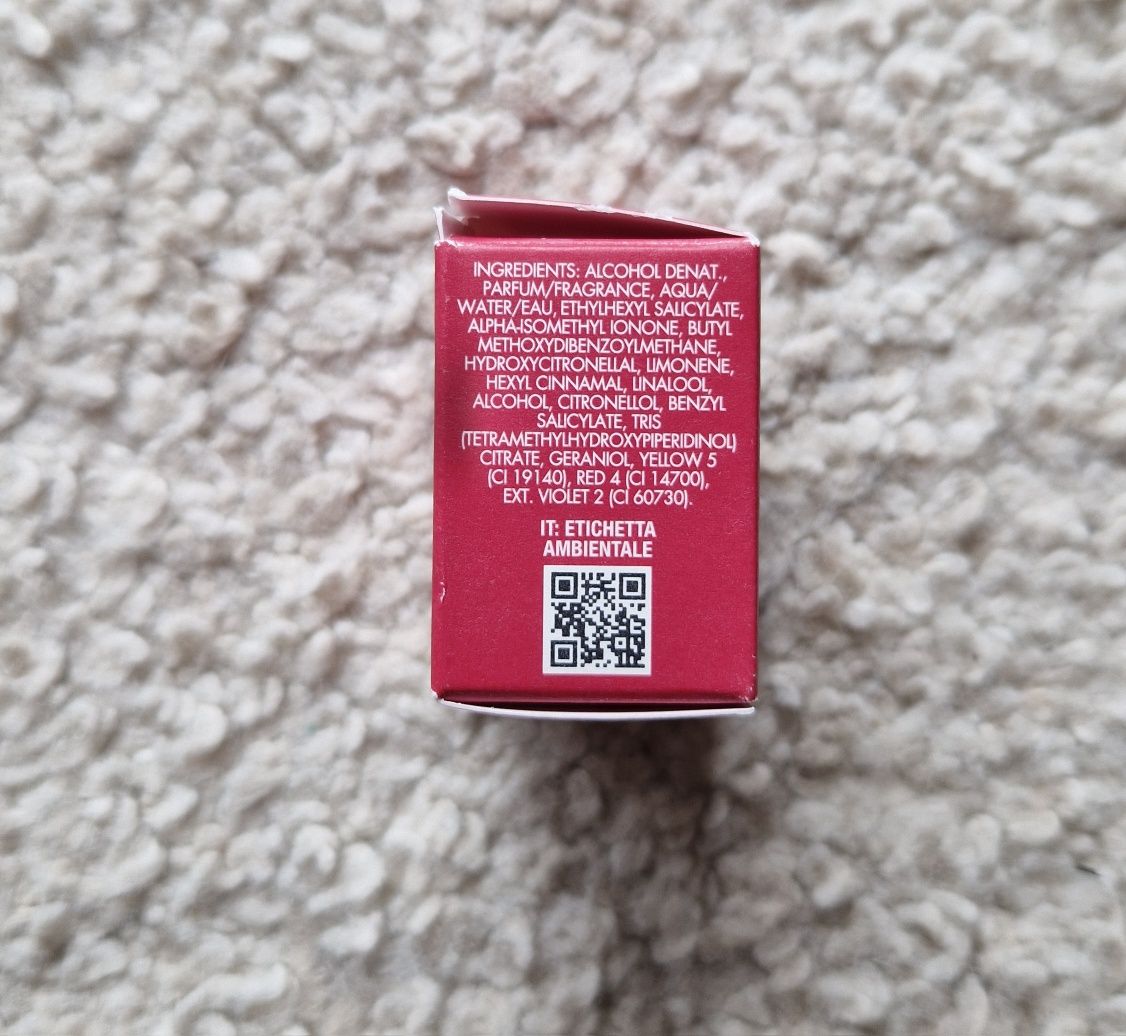 INGREDIENTS: ALCOHOL DENAT.,
PARFUM/FRAGRANCE, AQUA/
WATER/EAU, ETHYLHEXYL SALICYLATE,
ALPHA-ISOMETHYL IONONE, BUTYL
METHOXYDIBENZOYLMETHANE,
HYDROXYCITRONELLAL, LIMONENE,
HEXYL CINNAMAL, LINALOOL,
ALCOHOL, CITRONELLOL, BENZYL
SALICYLATE, TRIS
(TETRAMETHYLHYDROXYPIPERIDINOL)
CITRATE, GERANIOL, YELLOW 5
(CI 19140), RED 4 (CI 14700),
EXT. VIOLET 2 (CI 60730).
IT: ETICHETTA
AMBIENTALE